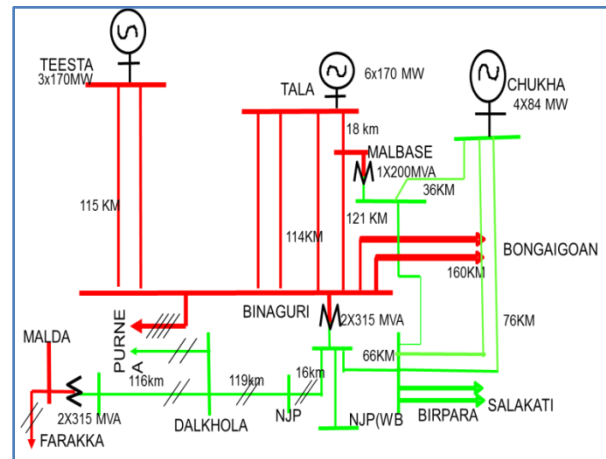 TEESTA
3x170MW
TALA
6x170 MW
CHUKHA
4X84 MW
18 km
MALBASE
1X200MVA
36KM
115 KM
121 KM
114KM
BONGAIGOAN
160KM
BINAGURI
2X315 MVA
76KM
MALDA
PURNE
A
66KM
16km
116km
119km
2X315 MVA
DALKHOLA
NJP
NJP(WB
BIRPARA
SALAKATI
FARAKKA